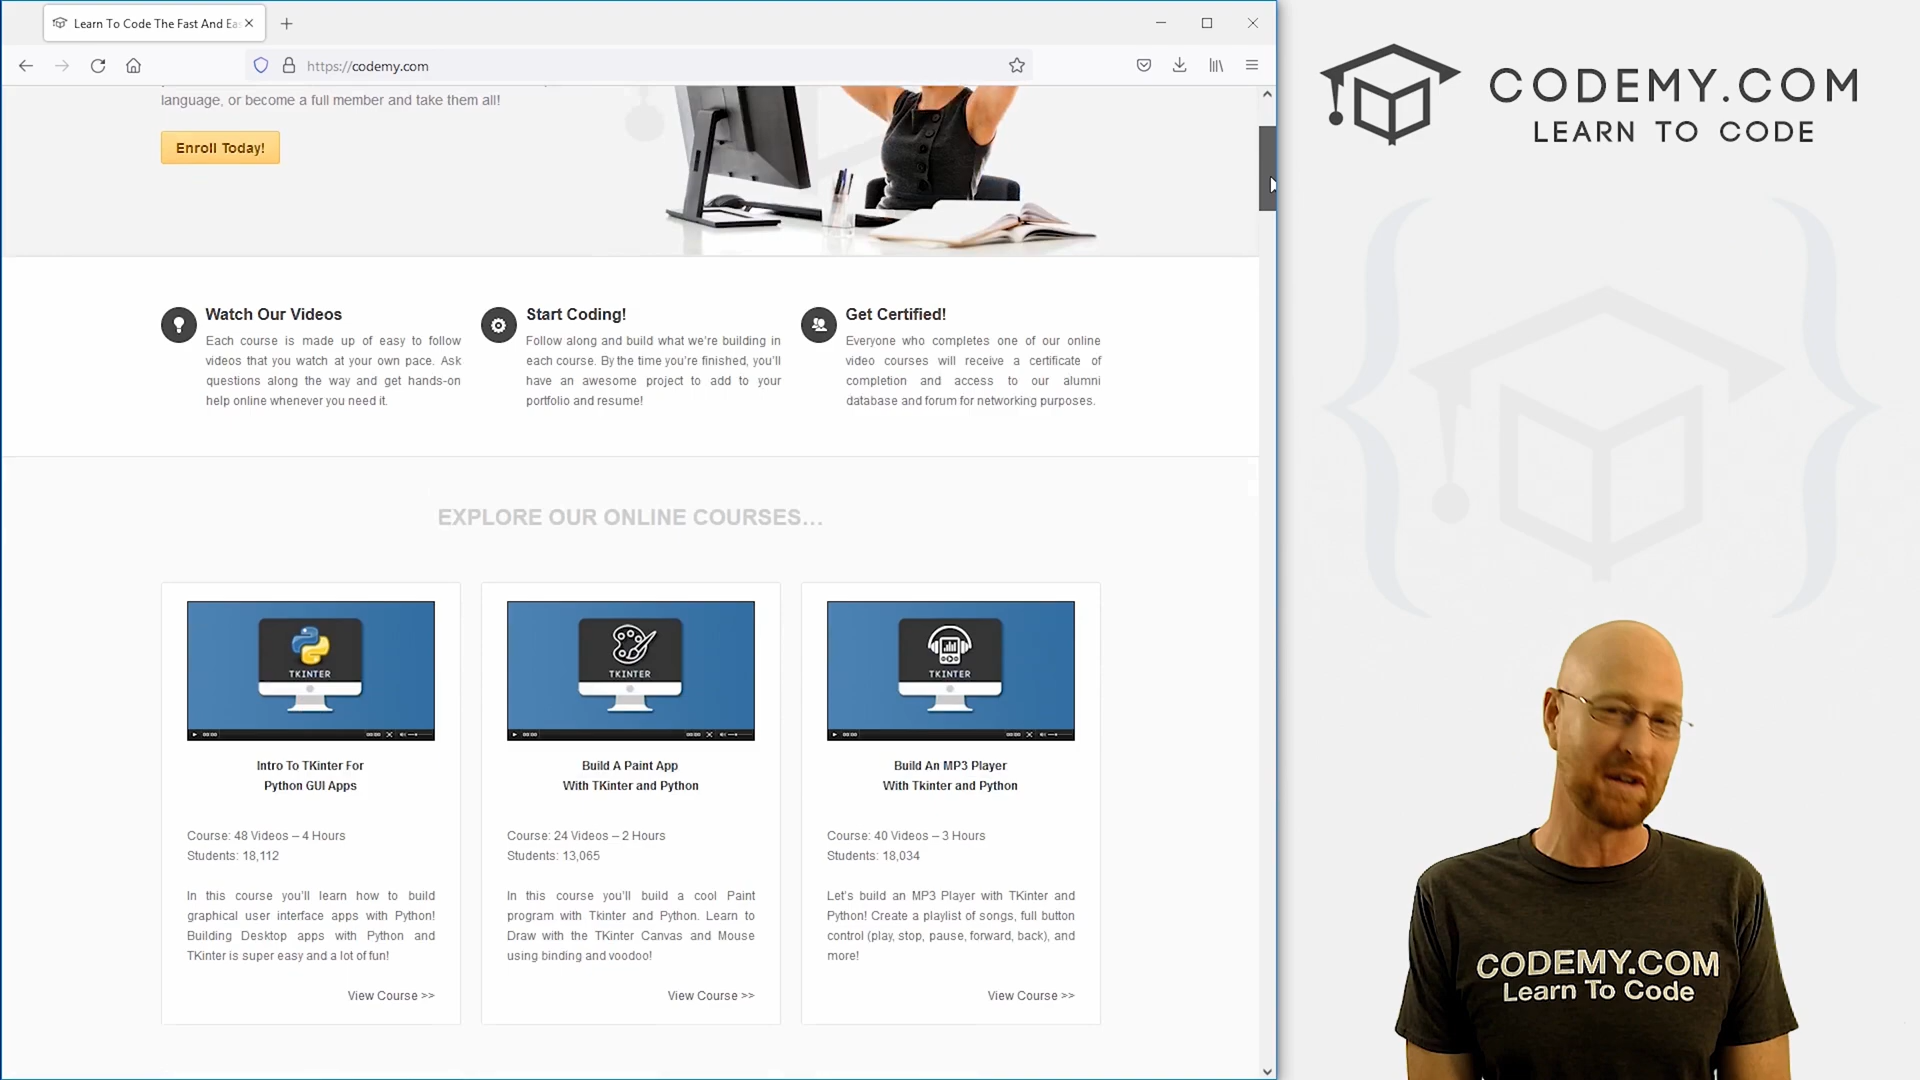 Learn To Code The Fast And Ea
https://codemy.com
language, or become a full member and take them all!
Enroll Today!
Watch Our Videos
Each course is made up of easy to follow
videos that you watch at your own pace. Ask
questions along the way and get hands-on
help online whenever you need it.
Start Coding!
Follow along and build what we're building in
each course. By the time you're finished, you'll
have an awesome project to add to your
portfolio and resume!
Get Certified!
Everyone who completes one of our online
video courses will receive a certificate of
completion and access to our alumni
database and forum for networking purposes.
EXPLORE OUR ONLINE COURSES...
TKINTER
Intro To TKinter For
Python GUI Apps
Course: 48 Videos – 4 Hours
Students: 18,112
In this course you'll learn how to build
graphical user interface apps with Python!
Building Desktop apps with Python and
TKinter is super easy and a lot of fun!
View Course >>
TKINTER
Build A Paint App
With TKinter and Python
Course: 24 Videos – 2 Hours
Students: 13,065
In this course you'll build a cool Paint
program with Tkinter and Python. Learn to
Draw with the TKinter Canvas and Mouse
using binding and voodoo!
View Course >>
TKINTER
Build An MP3 Player
With Tkinter and Python
Course: 40 Videos – 3 Hours
Students: 18,034
Let's build an MP3 Player with TKinter and
Python! Create a playlist of songs, full button
control (play, stop, pause, forward, back), and
more!
View Course >>
CODEMY.COM
LEARN TO CODE
CODEMY.COM
Learn To Code